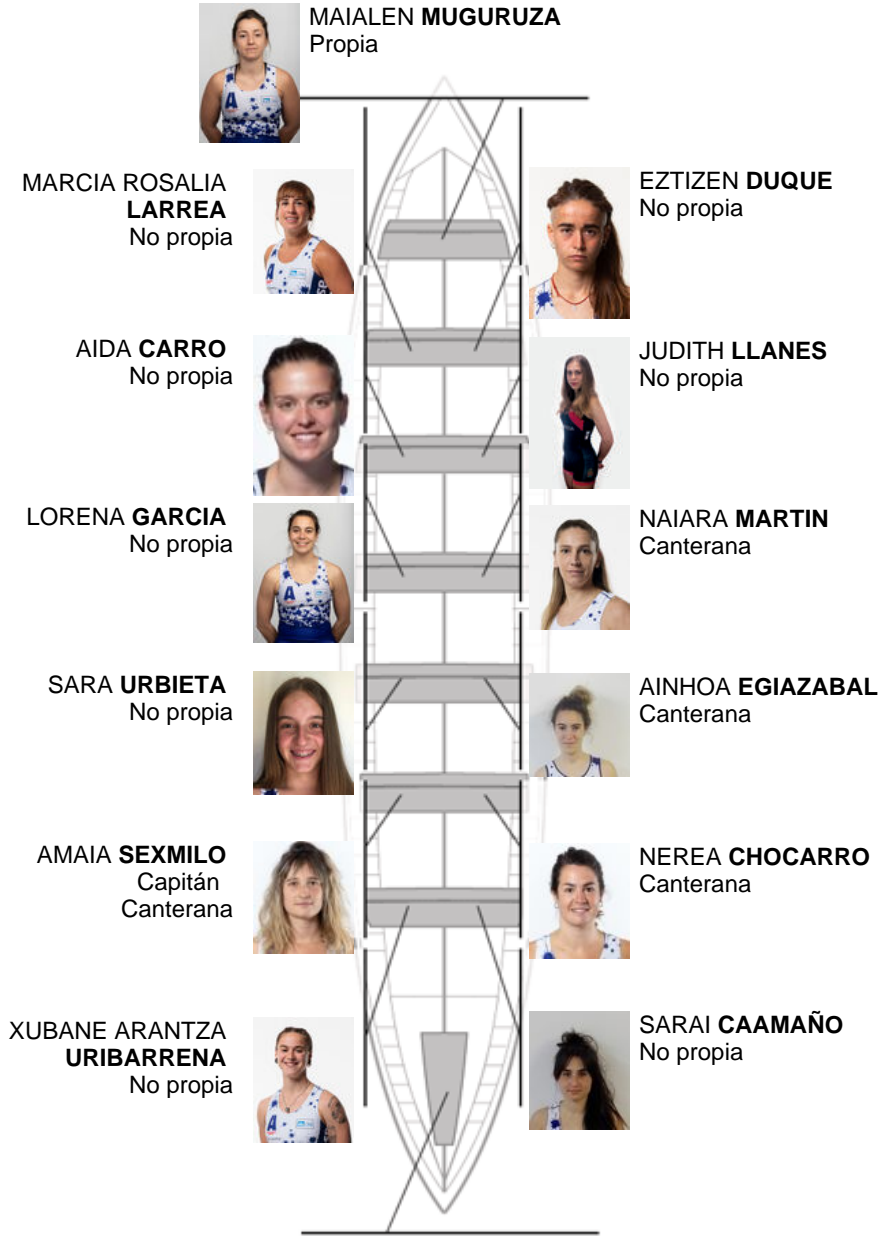 MAIALEN MUGURUZA
Propia
MARCIA ROSALIA
LARREA
No propia
EZTIZEN DUQUE
No propia
AIDA CARRO
No propia
JUDITH LLANES
No propia
LORENA GARCIA
No propia
NAIARA MARTIN
Canterana
SARA URBIETA
No propia
AINHOA EGIAZABAL
Canterana
AMAIA SEXMILO
Capitán
Canterana
NEREA CHOCARRO
Canterana
XUBANE ARANTZA
URIBARRENA
No propia
SARAI CAAMAÑO
No propia